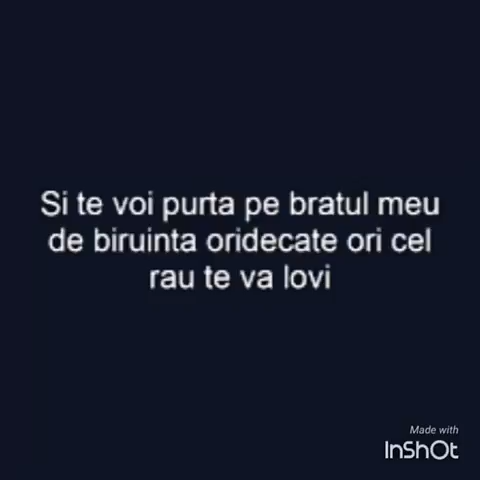 Si te voi purta pe bratul meu
de biruinta oridecate ori cel
rau te va lovi
Made with
InShOt